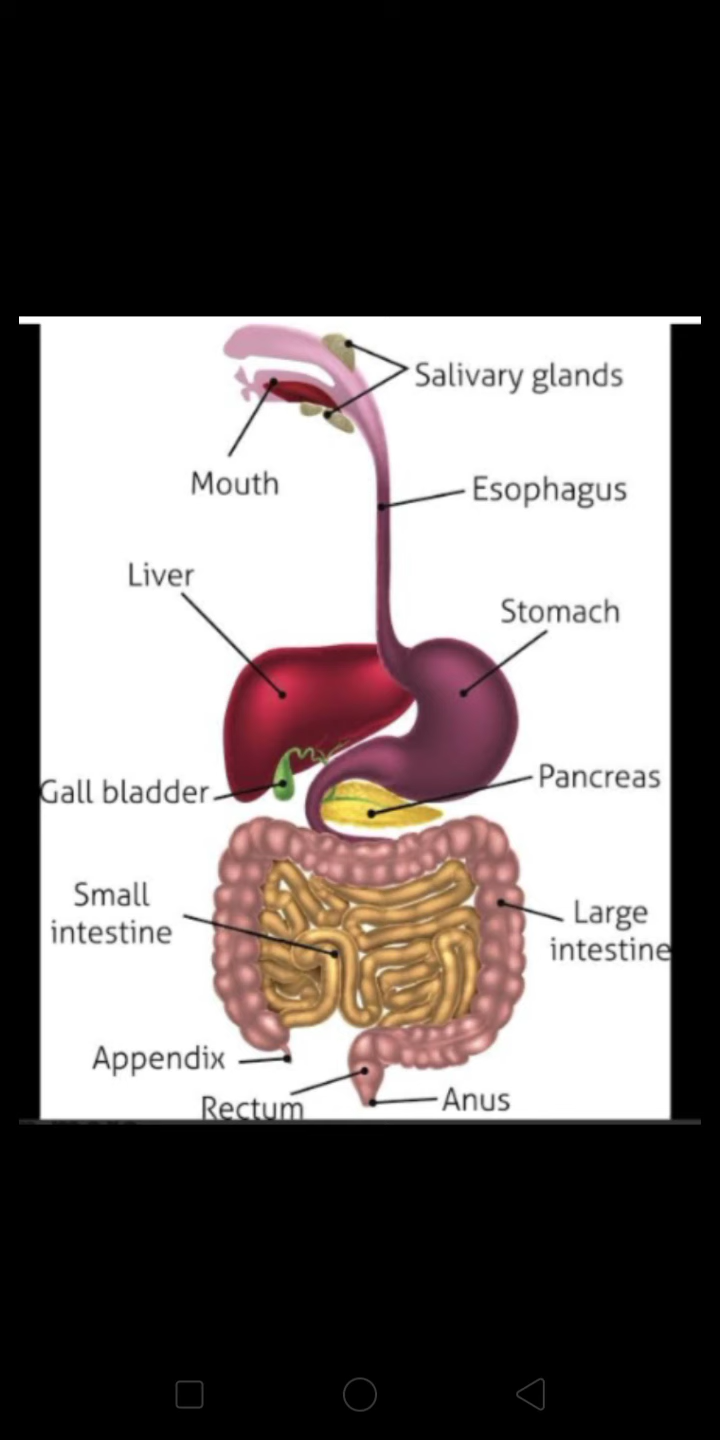 Salivary glands
Mouth
Esophagus
Liver
Stomach
Gall bladder
Pancreas
Small
intestine
Large
intestine
Appendix
Rectum
Anus